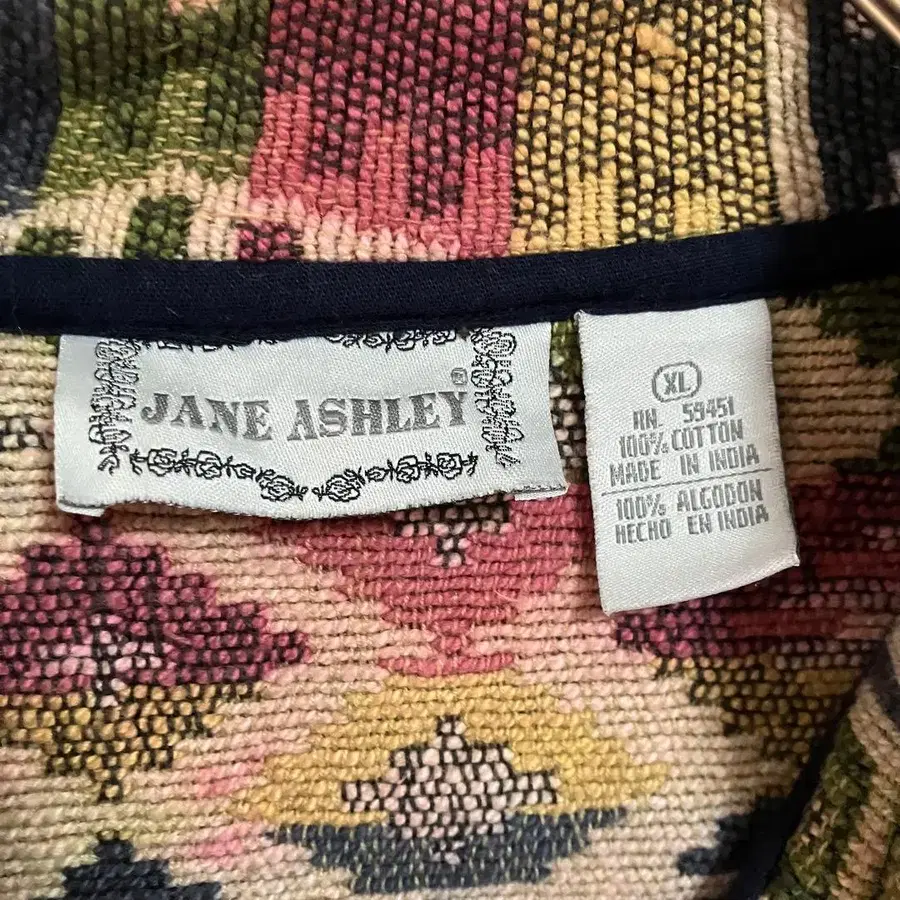 JANE ASHLEY
XL
RN. 59451
100% COTTON
MADE IN INDIA
100% ALGODON
HECHO EN INDIA